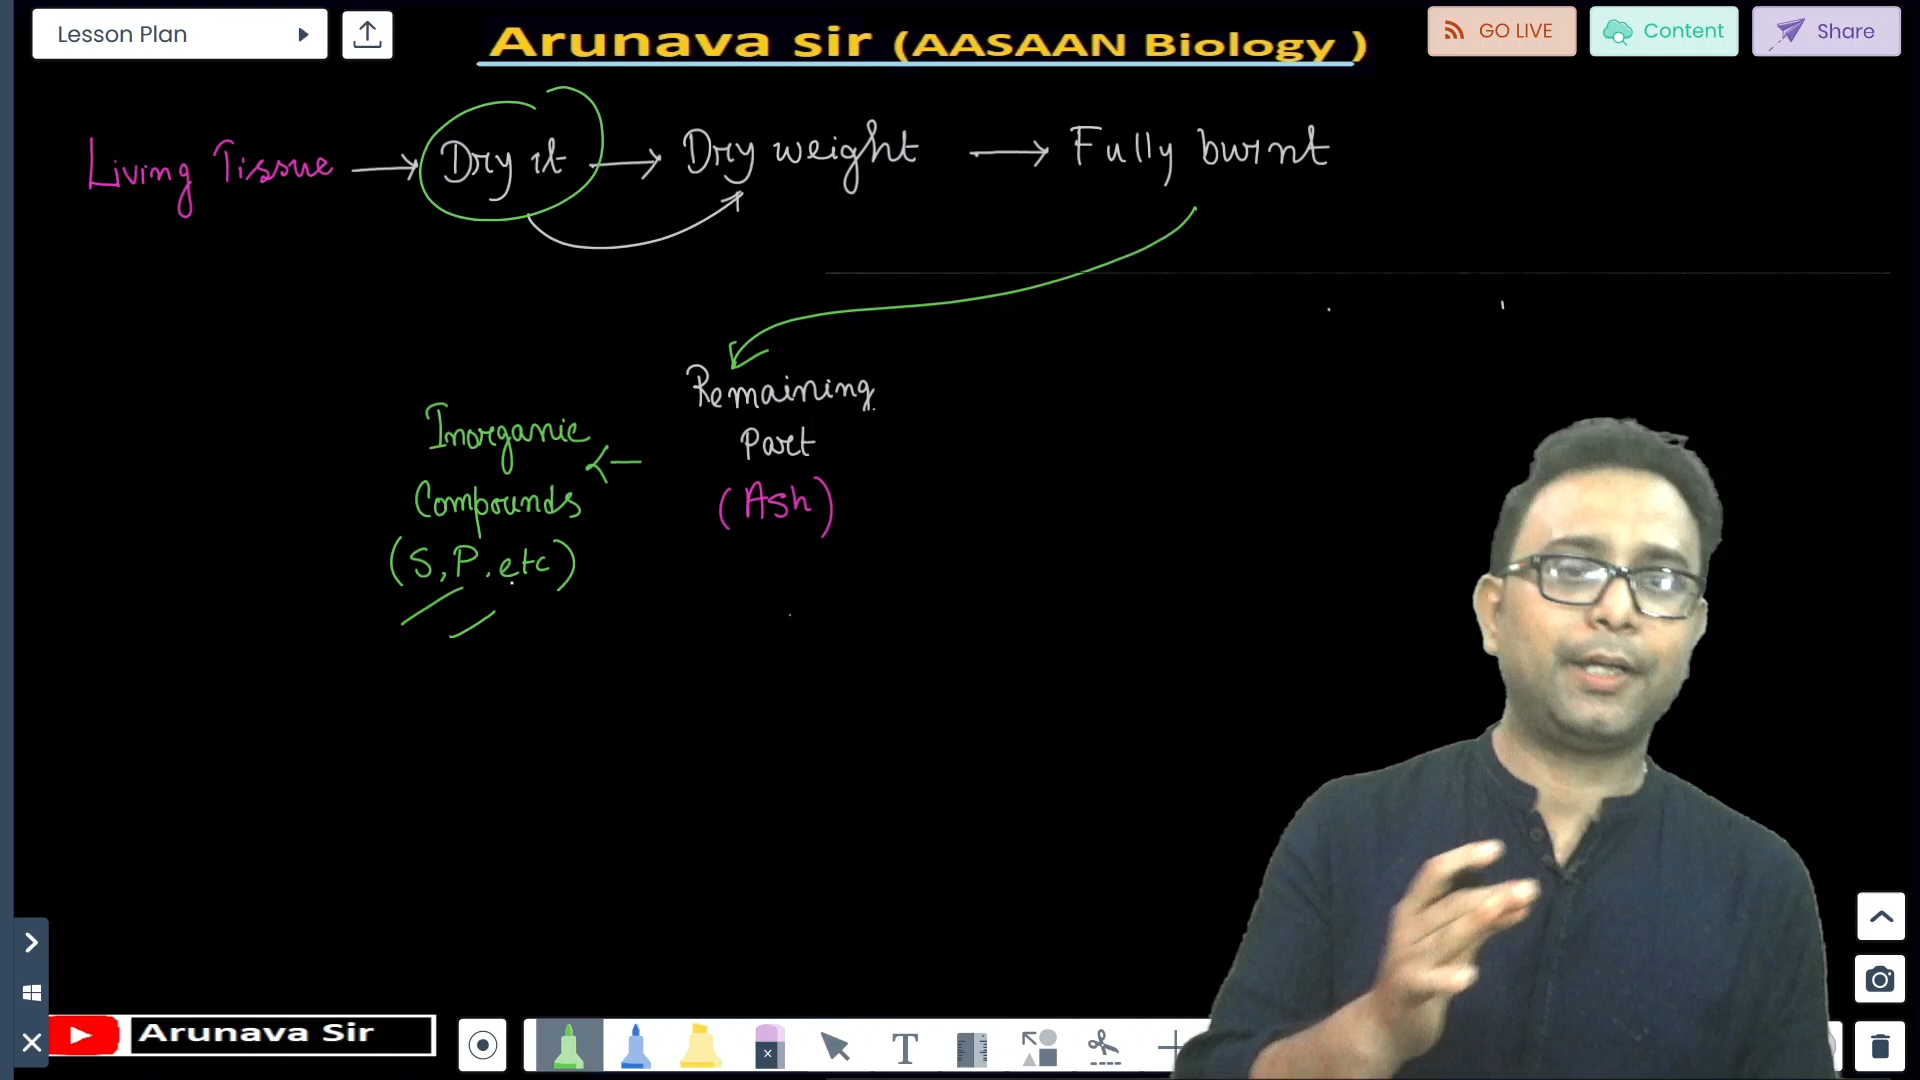 Lesson Plan
Arunava sir (AASAAN Biology )
GO LIVE
Content
Share
Living Tissue → Dry it → Dry weight → Fully burnt
Remaining
Part
(Ash)
Inorganic
Compounds
(S, P, etc)
Arunava Sir
T